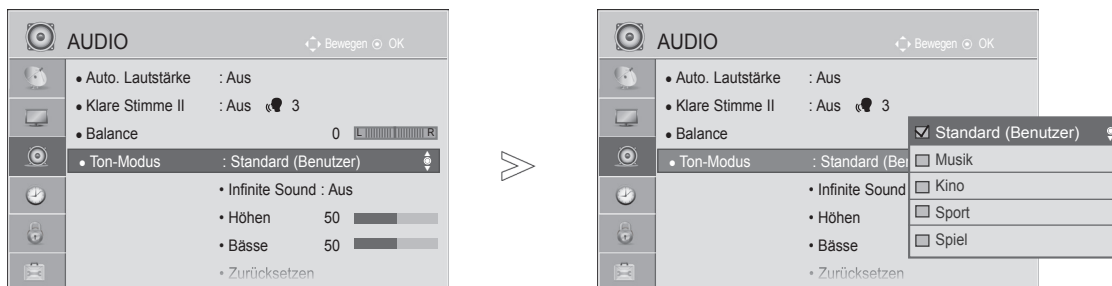 AUDIO
Bewegen OK
• Auto. Lautstärke : Aus
• Klare Stimme II : Aus 3
• Balance 0 L R
• Ton-Modus : Standard (Benutzer)
• Infinite Sound : Aus
• Höhen 50
• Bässe 50
• Zurücksetzen
AUDIO
Bewegen OK
• Auto. Lautstärke : Aus
• Klare Stimme II : Aus 3
• Balance
• Ton-Modus : Standard (Ber
• Infinite Sound
• Höhen
• Bässe
• Zurücksetzen
Standard (Benutzer)
Musik
Kino
Sport
Spiel